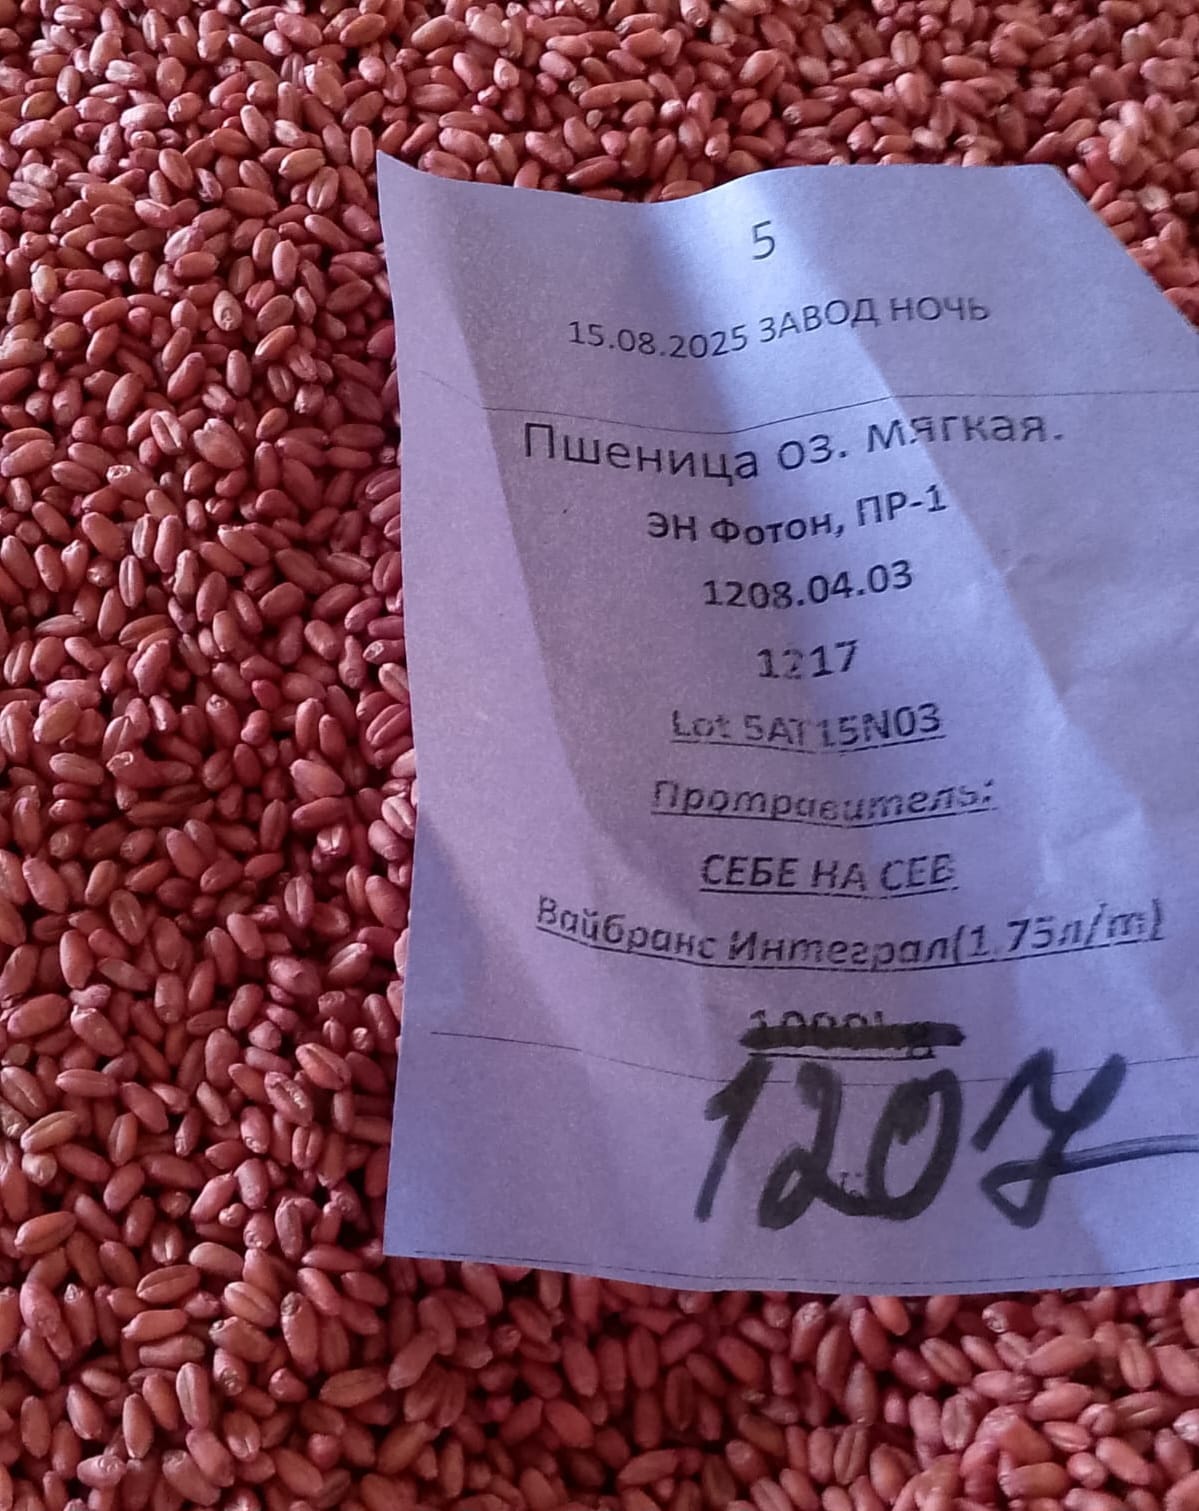 5
15.08.2025 ЗАВОД НОЧЬ
Пшеница оз. мягкая.
ЭН Фотон, ПР-1
1208.04.03
1217
Lot 5AT15N03
Протравитель:
СЕБЕ НА СЕВ
Вайбранс Интеграл(1,75л/т)
1207